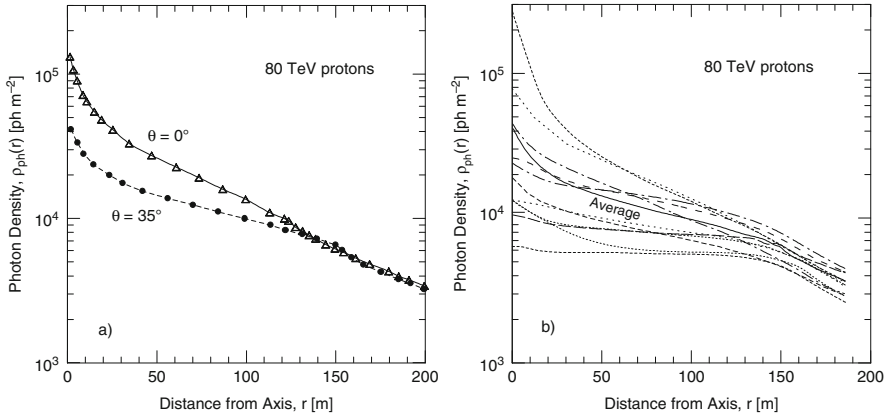 80 TeV protons
Photon Density, ρph(r) [ph m⁻²]
10⁵
10⁴
10³
θ = 0°
θ = 35°
a)
0 50 100 150 200
Distance from Axis, r [m]
80 TeV protons
Photon Density, ρph(r) [ph m⁻²]
10⁵
10⁴
10³
Average
b)
0 50 100 150 200
Distance from Axis, r [m]